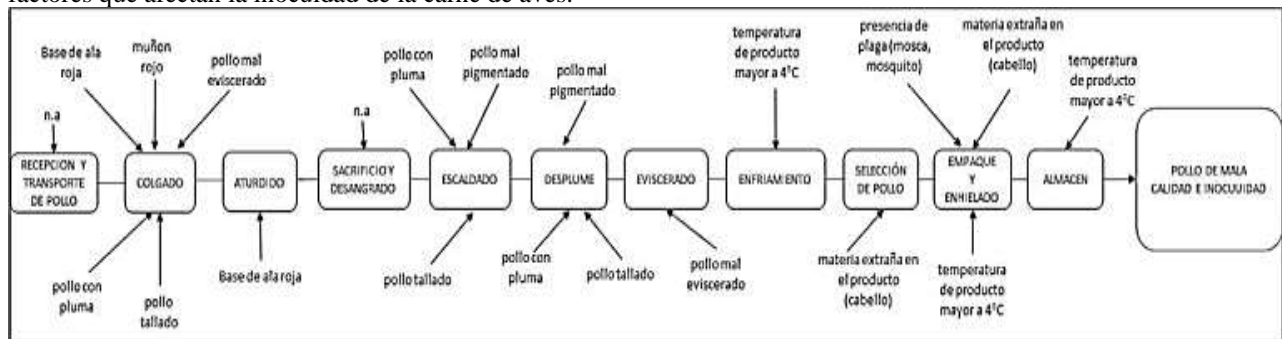 factores que afectan la inocuidad de la carne de aves.
Base de ala
roja
muñon
rojo
pollo mal
eviscerado
n.a
n.a
pollo con
pluma
pollo mal
pigmentado
pollo mal
pigmentado
temperatura
de producto
mayor a 4°C
presencia de
plaga (mosca,
mosquito)
materia extraña en
el producto
(cabello)
temperatura
de producto
mayor a 4°C
RECEPCION Y
TRANSPORTE
DE POLLO
COLGADO
ATURDIDO
SACRIFICIO Y
DESANGRADO
ESCALDADO
DESPLUME
EVISCERADO
ENFRIAMIENTO
SELECCIÓN
DE POLLO
EMPAQUE
Y
ENHIELADO
ALMACEN
POLLO DE MALA
CALIDAD E INOCUIDAD
pollo con
pluma
pollo
tallado
Base de ala roja
pollo tallado
pollo con
pluma
pollo tallado
pollo mal
eviscerado
materia extraña en
el producto
(cabello)
temperatura
de producto
mayor a 4°C